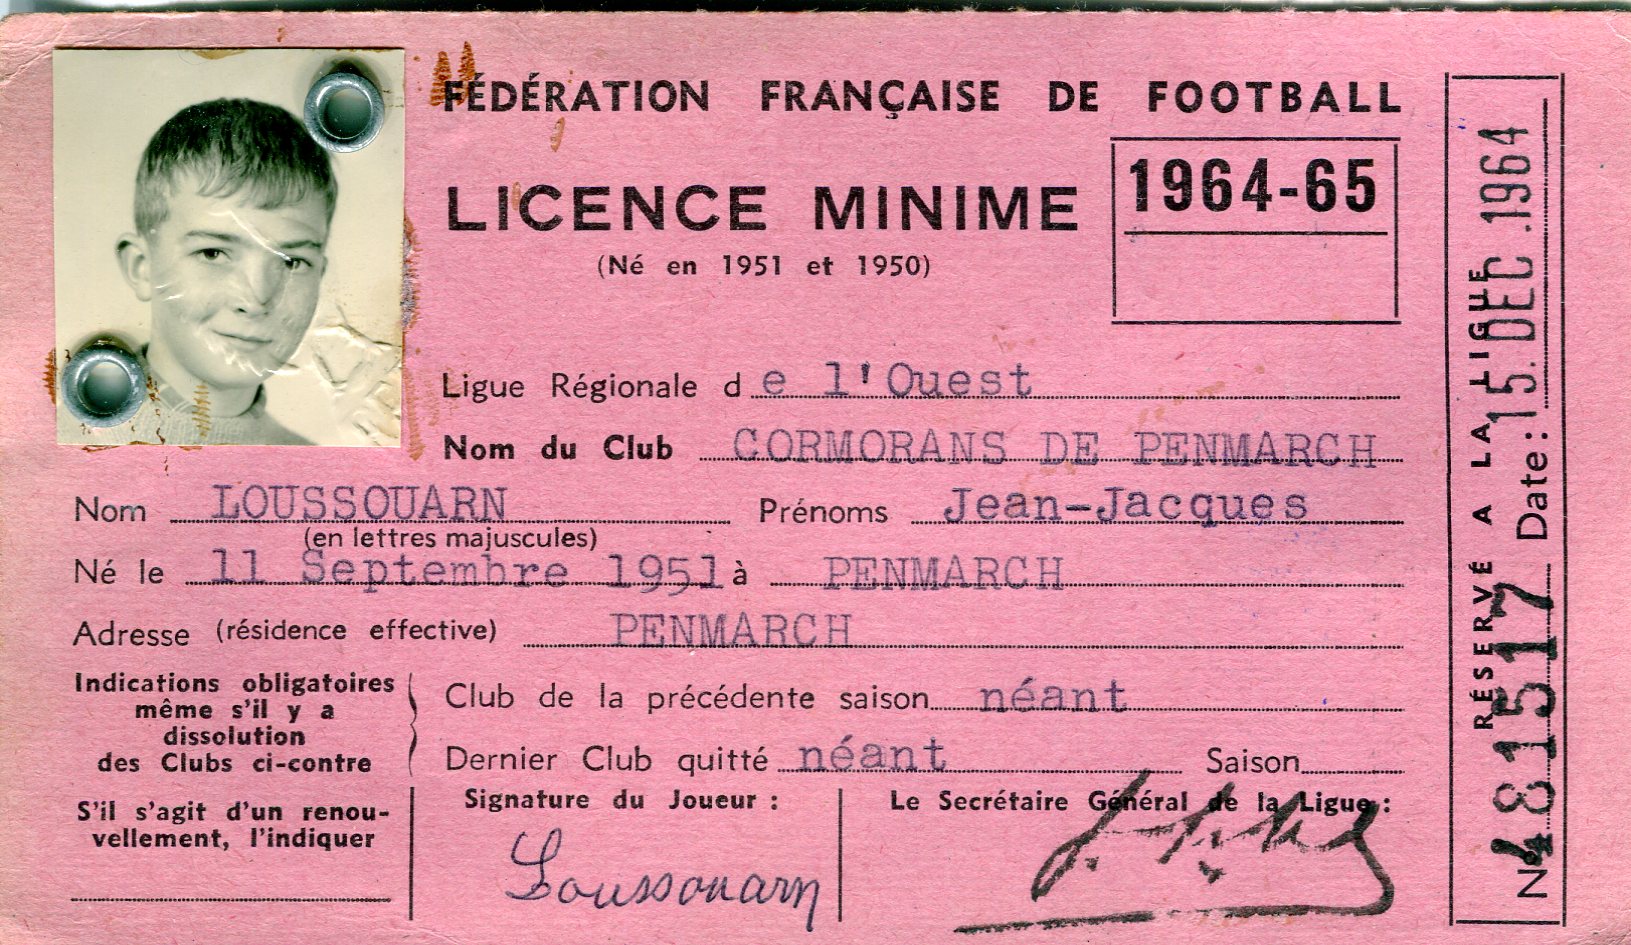 FÉDÉRATION FRANÇAISE DE FOOTBALL
LICENCE MINIME
(Né en 1951 et 1950)
1964-65
Ligue Régionale de l'Ouest
Nom du Club CORMORANS DE PENMARCH
Nom LOUSSOUARN Prénoms Jean-Jacques
(en lettres majuscules)
Né le 11 Septembre 1951 à PENMARCH
Adresse (résidence effective) PENMARCH
Indications obligatoires
même s'il y a
dissolution
des Clubs ci-contre
Club de la précédente saison néant
Dernier Club quitté néant Saison
S'il s'agit d'un renou-
vellement, l'indiquer
Signature du Joueur :
Loussouarn
Le Secrétaire Général de la Ligue :
RÉSERVÉ A LA LIGUE
N° 481517 Date : 15. DEC. 1964